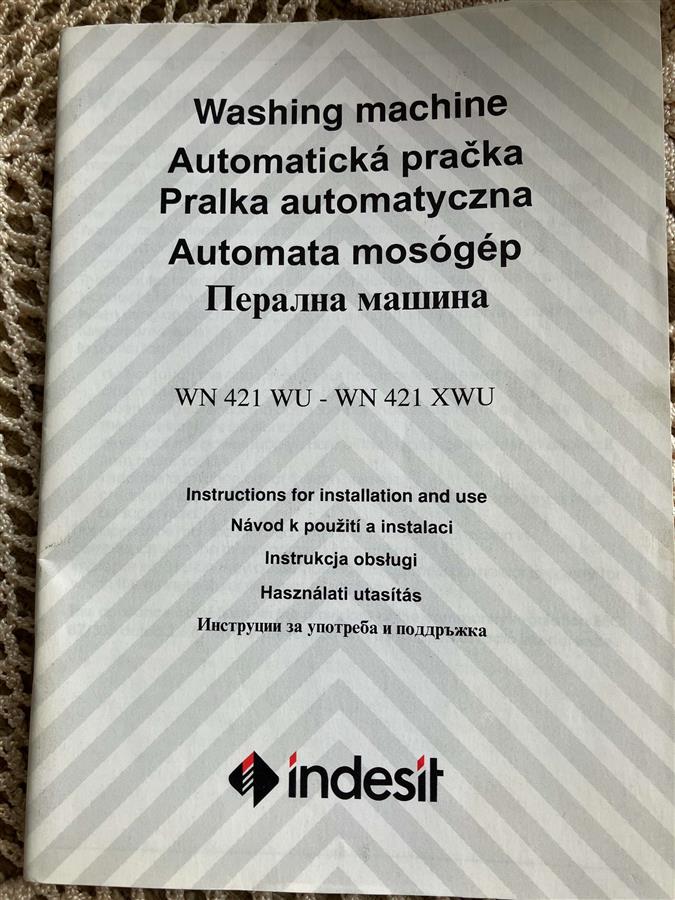 Washing machine
Automatická pračka
Pralka automatyczna
Automata mosógép
Перална машина
WN 421 WU - WN 421 XWU
Instructions for installation and use
Návod k použití a instalaci
Instrukcja obsługi
Használati utasítás
Инструции за употреба и поддръжка
indesit